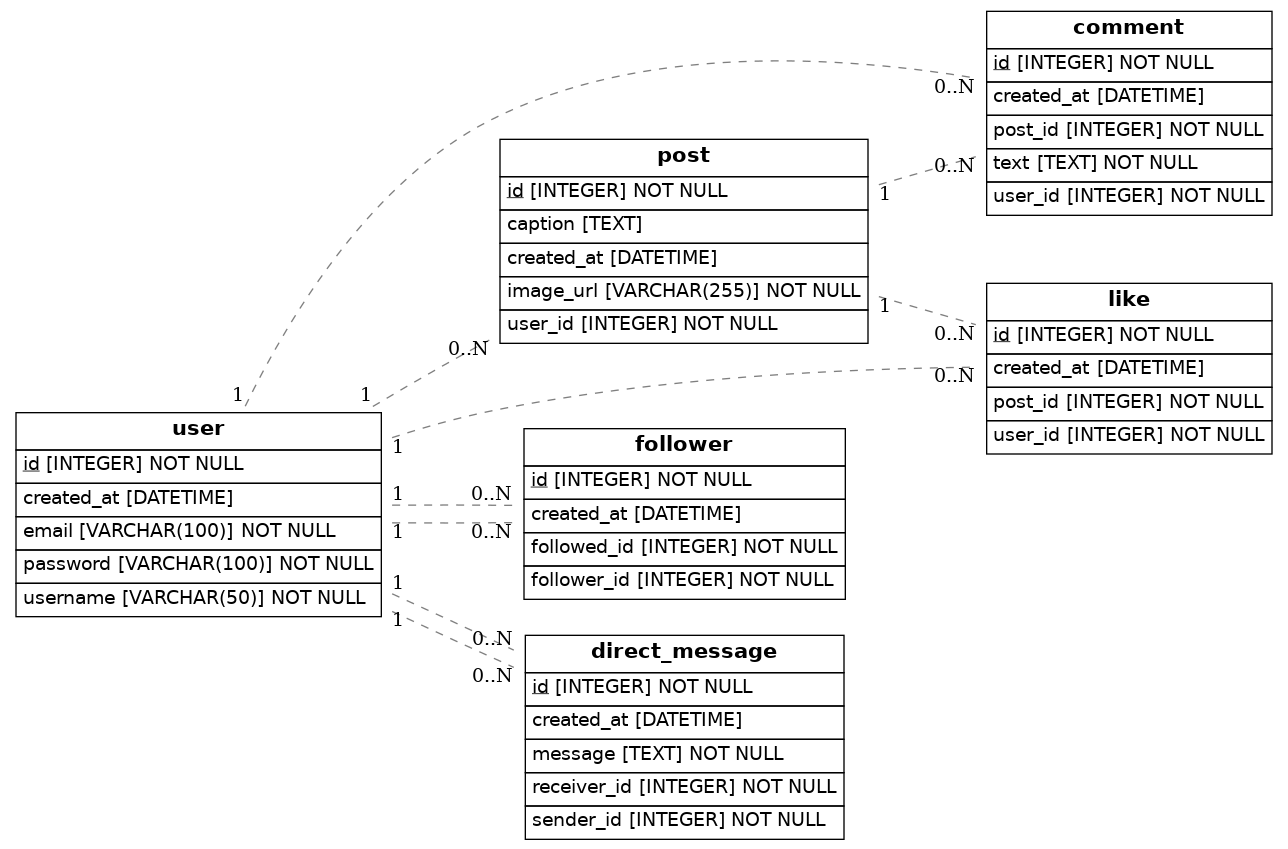 comment
id [INTEGER] NOT NULL
created_at [DATETIME]
post_id [INTEGER] NOT NULL
text [TEXT] NOT NULL
user_id [INTEGER] NOT NULL
0..N
0..N
post
id [INTEGER] NOT NULL
caption [TEXT]
created_at [DATETIME]
image_url [VARCHAR(255)] NOT NULL
user_id [INTEGER] NOT NULL
1
1
0..N
like
id [INTEGER] NOT NULL
created_at [DATETIME]
post_id [INTEGER] NOT NULL
user_id [INTEGER] NOT NULL
0..N
0..N
1
1
user
id [INTEGER] NOT NULL
created_at [DATETIME]
email [VARCHAR(100)] NOT NULL
password [VARCHAR(100)] NOT NULL
username [VARCHAR(50)] NOT NULL
1
1
1
1
1
follower
id [INTEGER] NOT NULL
created_at [DATETIME]
followed_id [INTEGER] NOT NULL
follower_id [INTEGER] NOT NULL
0..N
0..N
direct_message
id [INTEGER] NOT NULL
created_at [DATETIME]
message [TEXT] NOT NULL
receiver_id [INTEGER] NOT NULL
sender_id [INTEGER] NOT NULL
0..N
0..N